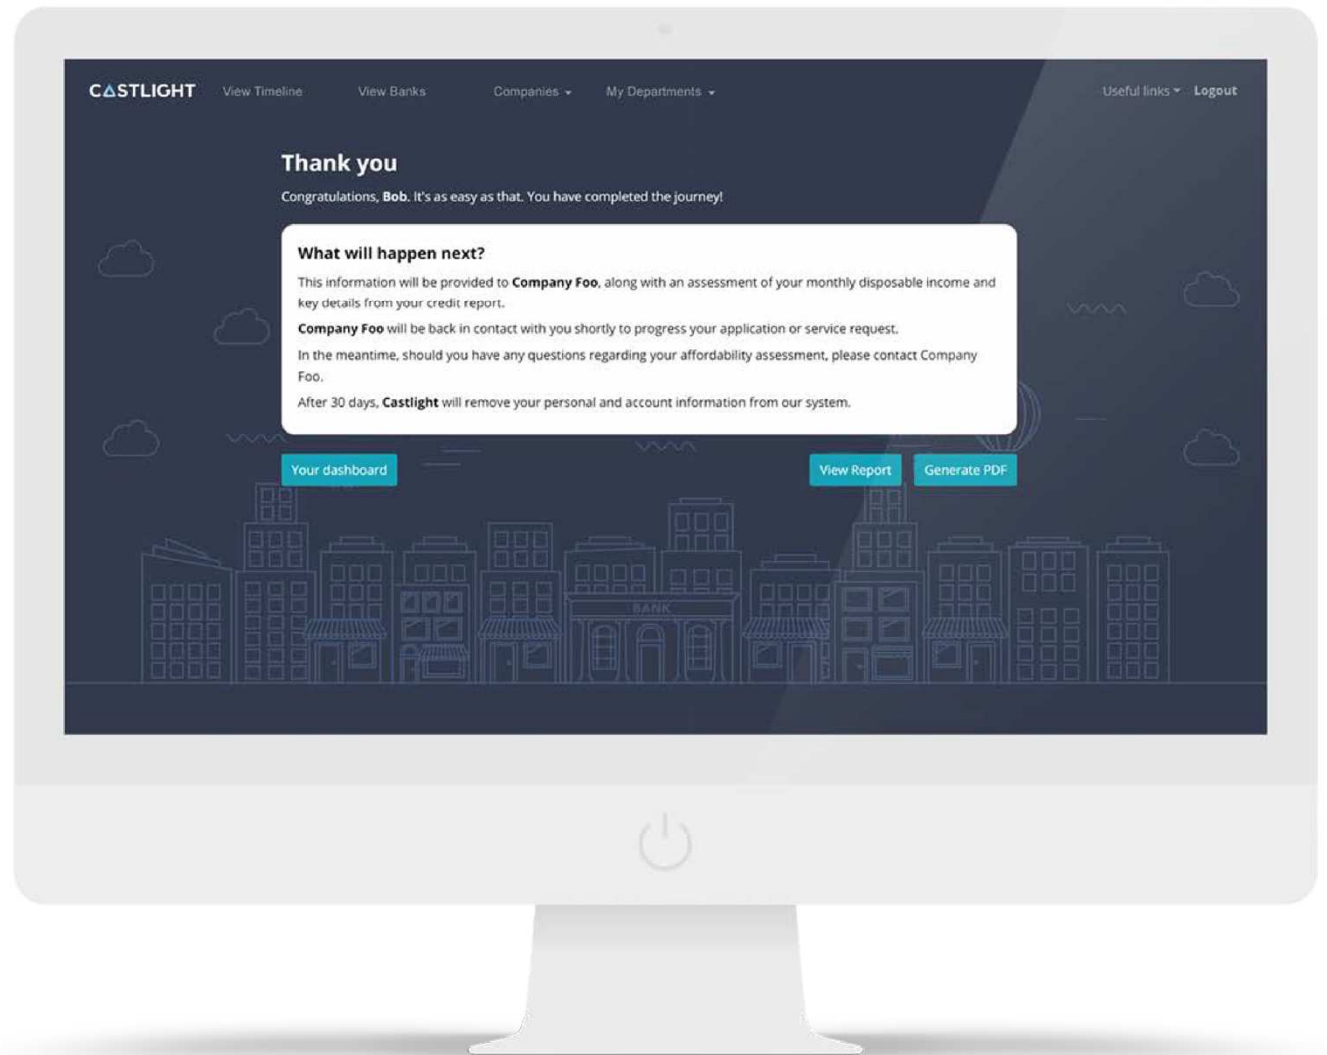 CASTLIGHT View Timeline View Banks Companies My Departments Useful links Logout
Thank you
Congratulations, Bob. It's as easy as that. You have completed the journey!
What will happen next?
This information will be provided to Company Foo, along with an assessment of your monthly disposable income and
key details from your credit report.
Company Foo will be back in contact with you shortly to progress your application or service request.
In the meantime, should you have any questions regarding your affordability assessment, please contact Company
Foo.
After 30 days, Castlight will remove your personal and account information from our system.
Your dashboard View Report Generate PDF
BANK